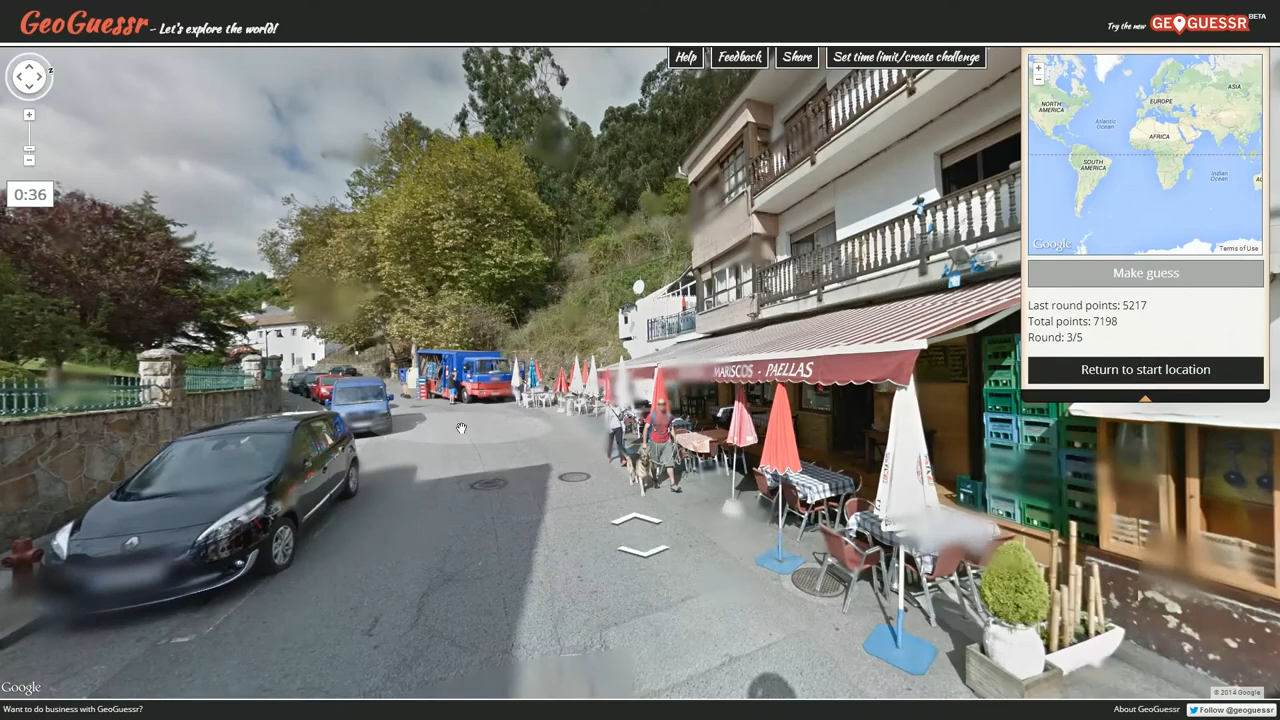 GeoGuessr - Let's explore the world!
Try the new GEOGUESSR BETA
Help Feedback Share Set time limit/create challenge
0:36
NORTH AMERICA
EUROPE
ASIA
Atlantic Ocean
AFRICA
SOUTH AMERICA
Indian Ocean
Google
Terms of Use
Make guess
Last round points: 5217
Total points: 7198
Round: 3/5
Return to start location
MARISCOS - PAELLAS
Google
© 2014 Google
Want to do business with GeoGuessr?
About GeoGuessr
Follow @geoguessr